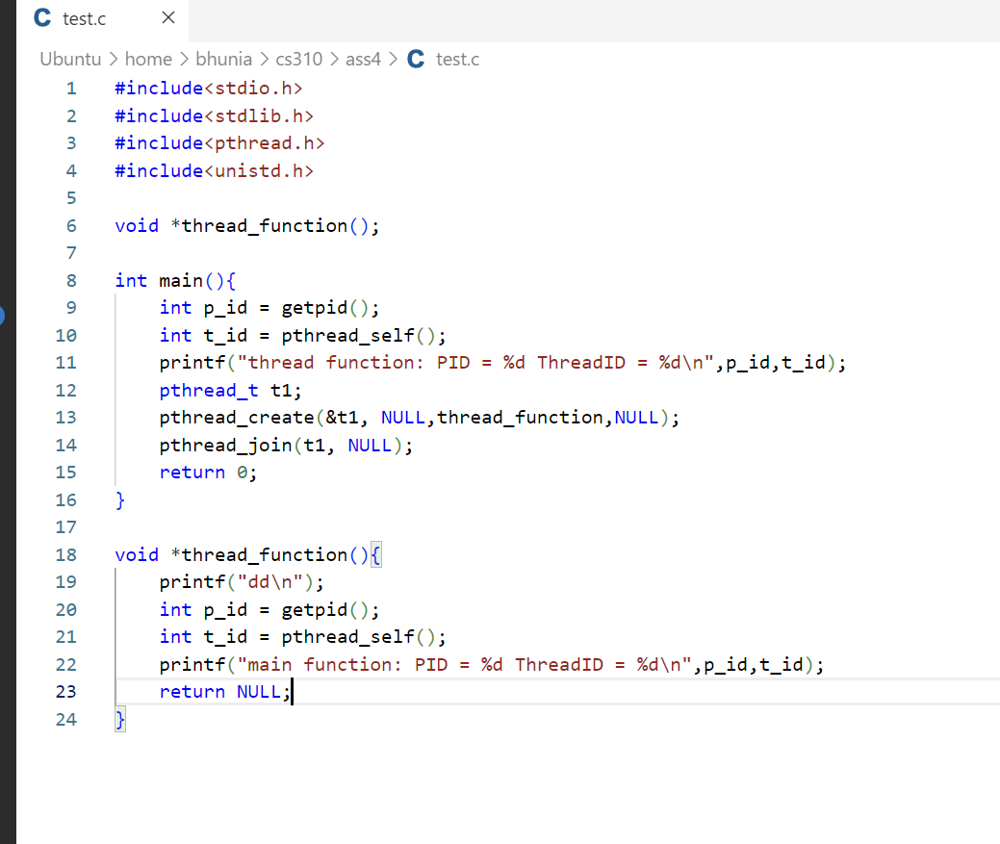 C test.c ×
Ubuntu > home > bhunia > cs310 > ass4 > C test.c
1 #include<stdio.h>
2 #include<stdlib.h>
3 #include<pthread.h>
4 #include<unistd.h>
5
6 void *thread_function();
7
8 int main(){
9     int p_id = getpid();
10     int t_id = pthread_self();
11     printf("thread function: PID = %d ThreadID = %d\n",p_id,t_id);
12     pthread_t t1;
13     pthread_create(&t1, NULL,thread_function,NULL);
14     pthread_join(t1, NULL);
15     return 0;
16 }
17
18 void *thread_function(){
19     printf("dd\n");
20     int p_id = getpid();
21     int t_id = pthread_self();
22     printf("main function: PID = %d ThreadID = %d\n",p_id,t_id);
23     return NULL;
24 }